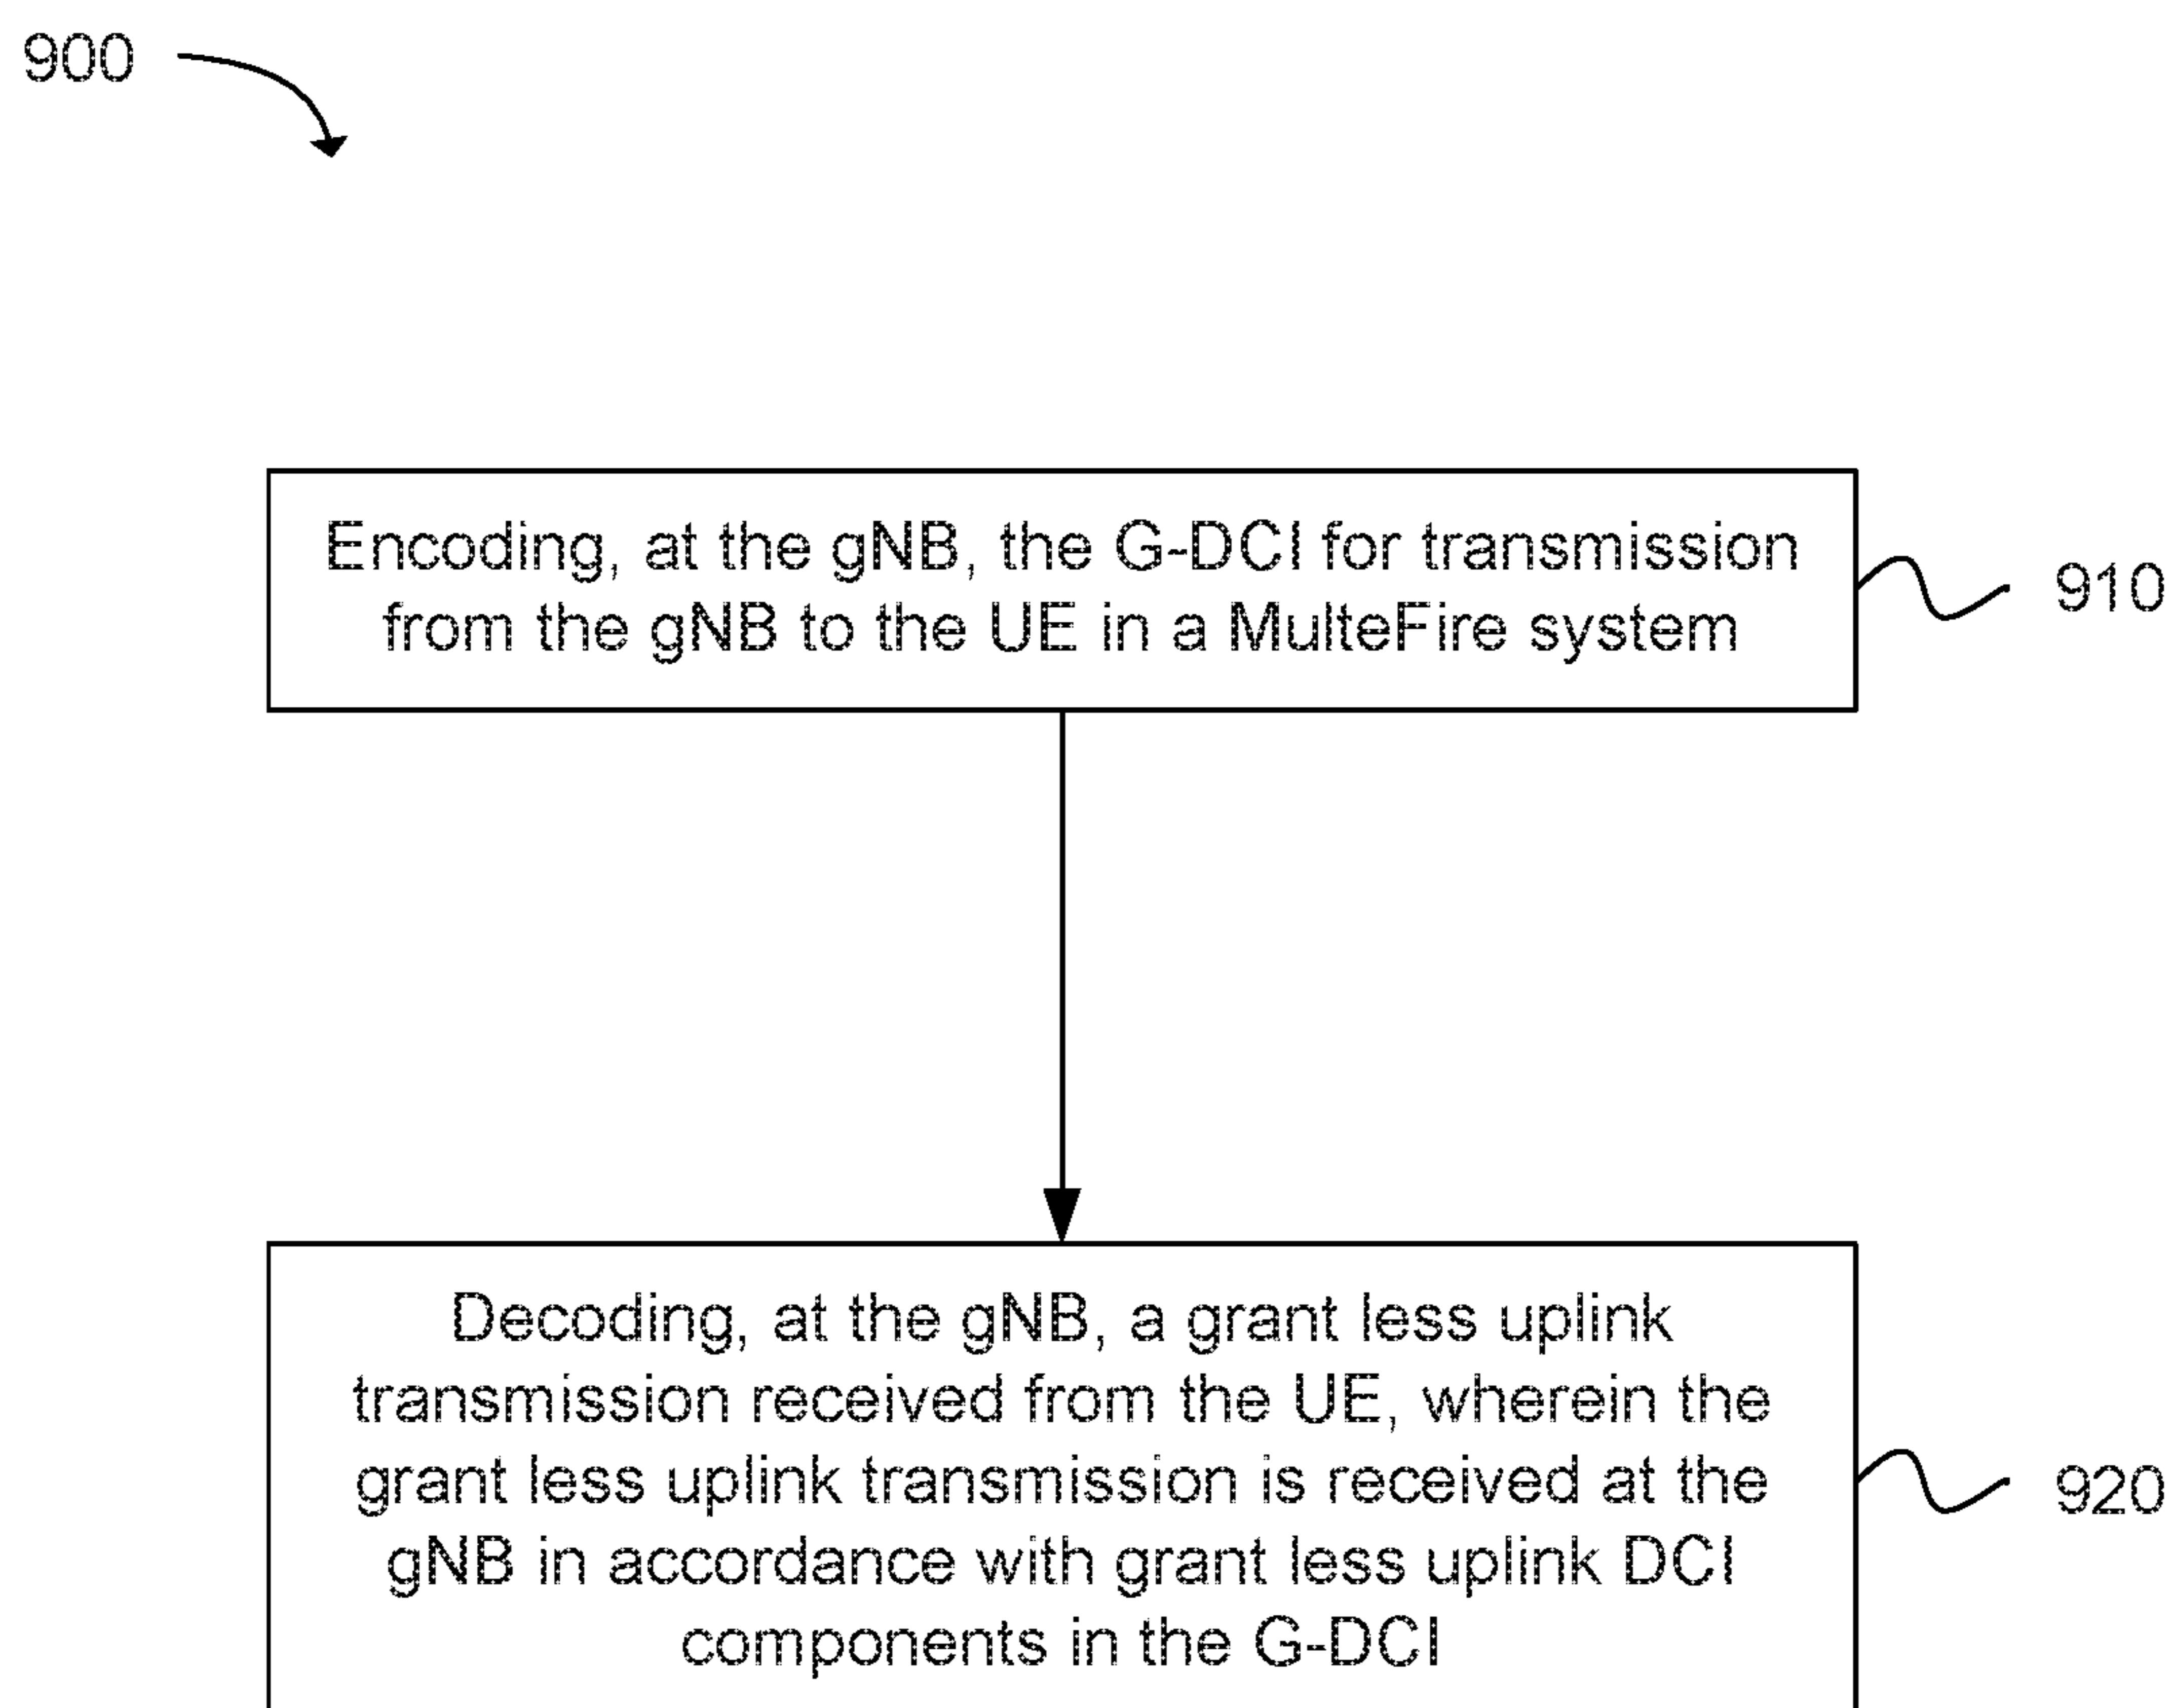 900
Encoding, at the gNB, the G-DCI for transmission
from the gNB to the UE in a MulteFire system
910
Decoding, at the gNB, a grant less uplink
transmission received from the UE, wherein the
grant less uplink transmission is received at the
gNB in accordance with grant less uplink DCI
components in the G-DCI
920